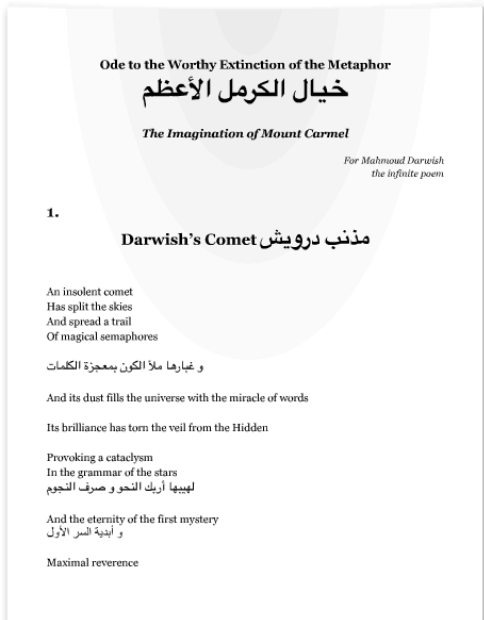 Ode to the Worthy Extinction of the Metaphor
خيال الكرمل الأعظم
The Imagination of Mount Carmel
For Mahmoud Darwish
the infinite poem
1.
Darwish's Comet مذنب درويش
An insolent comet
Has split the skies
And spread a trail
Of magical semaphores
و غبارها ملأ الكون بمعجزة الكلمات
And its dust fills the universe with the miracle of words
Its brilliance has torn the veil from the Hidden
Provoking a cataclysm
In the grammar of the stars
لهيبها أربك النحو و صرف النجوم
And the eternity of the first mystery
و أبدية السر الأول
Maximal reverence